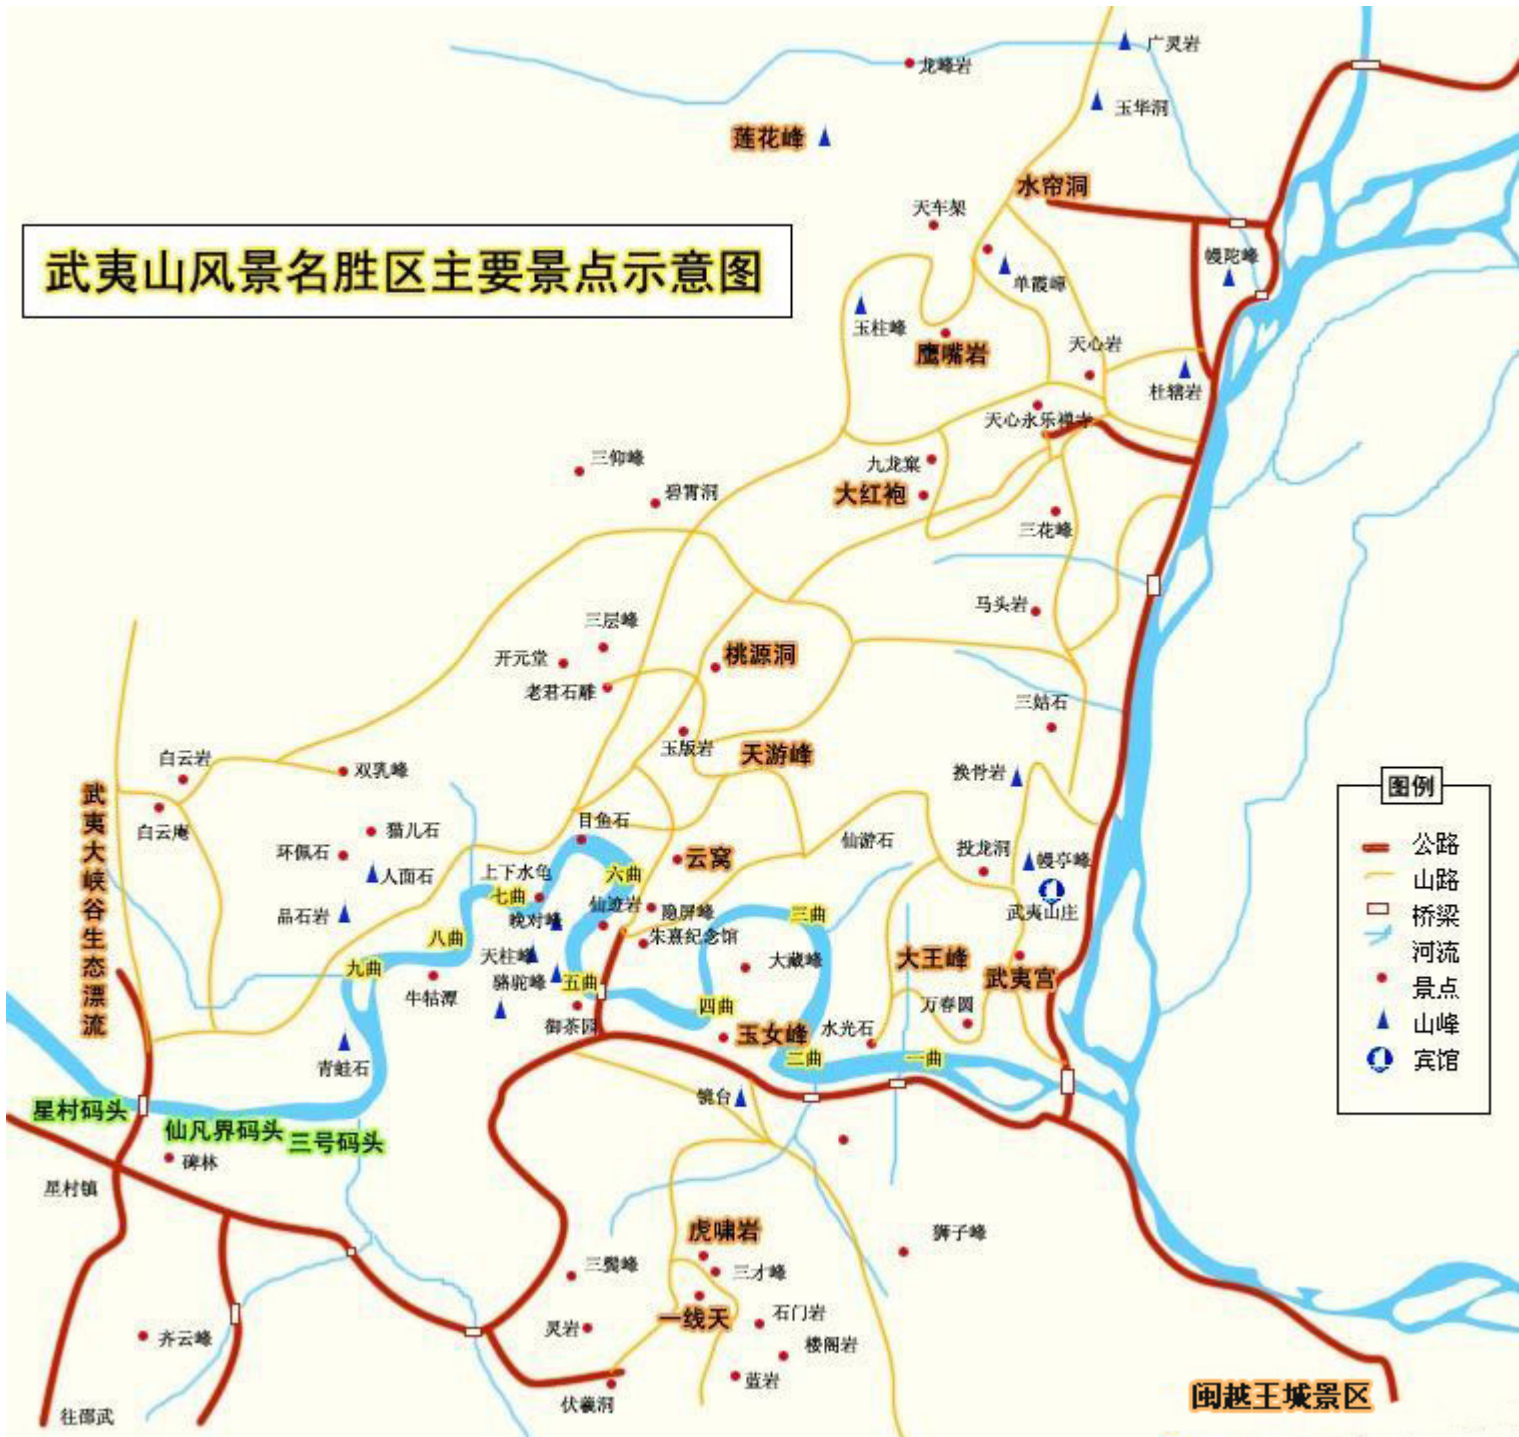 广灵岩
龙峰岩
玉华洞
莲花峰
水帘洞
天车架
武夷山风景名胜区主要景点示意图
幔陀峰
单霞嶂
玉柱峰
鹰嘴岩
天心岩
杜辖岩
天心永乐禅寺
三仰峰
九龙窠
碧霄洞
大红袍
三花峰
马头岩
三层峰
开元堂
桃源洞
老君石雕
三姑石
玉版岩
天游峰
白云岩
双乳峰
换骨岩
图例
武夷大峡谷生态漂流
白云庵
猫儿石
目鱼石
仙游石
公路
环佩石
投龙洞
幔亭峰
云窝
人面石
上下水龟
六曲
山路
七曲
仙迹岩
隐屏峰
三曲
武夷山庄
桥梁
晶石岩
晚对峰
八曲
朱熹纪念馆
河流
天柱峰
大藏峰
大王峰
九曲
武夷宫
骆驼峰
五曲
牛牯潭
景点
四曲
万春园
御茶园
玉女峰
水光石
山峰
二曲
一曲
青蛙石
宾馆
镜台
星村码头
仙凡界码头
三号码头
碑林
星村镇
虎啸岩
狮子峰
三髻峰
三才峰
一线天
石门岩
灵岩
齐云峰
楼阁岩
蓝岩
伏羲洞
闽越王城景区
往邵武